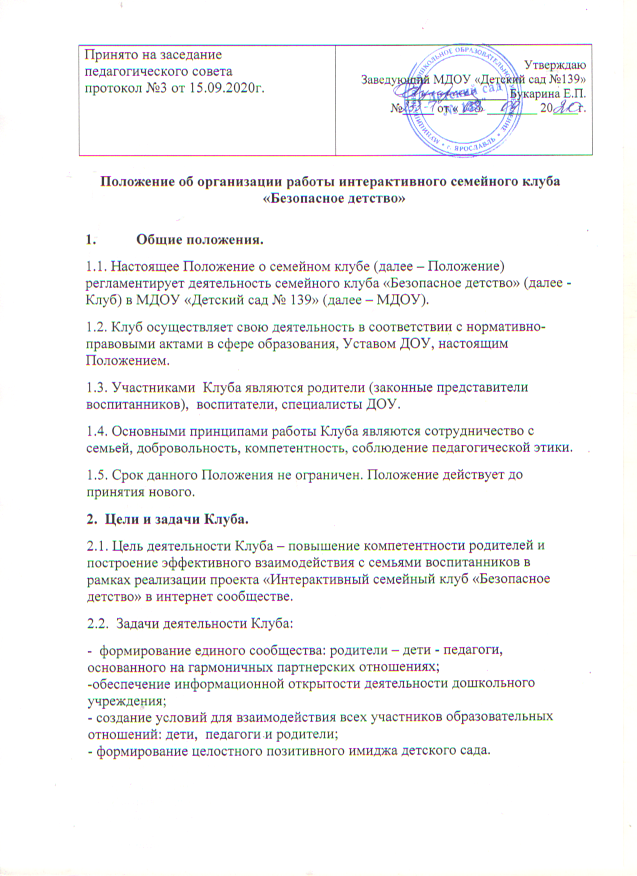 Принято на заседание
педагогического совета
протокол №3 от 15.09.2020г.
Утверждаю
Заведующий МДОУ «Детский сад №139»
Букарина Е.П.
№ от « » 20 г.
Положение об организации работы интерактивного семейного клуба
«Безопасное детство»
1. Общие положения.
1.1. Настоящее Положение о семейном клубе (далее – Положение)
регламентирует деятельность семейного клуба «Безопасное детство» (далее -
Клуб) в МДОУ «Детский сад № 139» (далее – МДОУ).
1.2. Клуб осуществляет свою деятельность в соответствии с нормативно-
правовыми актами в сфере образования, Уставом ДОУ, настоящим
Положением.
1.3. Участниками Клуба являются родители (законные представители
воспитанников), воспитатели, специалисты ДОУ.
1.4. Основными принципами работы Клуба являются сотрудничество с
семьей, добровольность, компетентность, соблюдение педагогической этики.
1.5. Срок данного Положения не ограничен. Положение действует до
принятия нового.
2. Цели и задачи Клуба.
2.1. Цель деятельности Клуба – повышение компетентности родителей и
построение эффективного взаимодействия с семьями воспитанников в
рамках реализации проекта «Интерактивный семейный клуб «Безопасное
детство» в интернет сообществе.
2.2. Задачи деятельности Клуба:
- формирование единого сообщества: родители – дети - педагоги,
основанного на гармоничных партнерских отношениях;
-обеспечение информационной открытости деятельности дошкольного
учреждения;
- создание условий для взаимодействия всех участников образовательных
отношений: дети, педагоги и родители;
- формирование целостного позитивного имиджа детского сада.